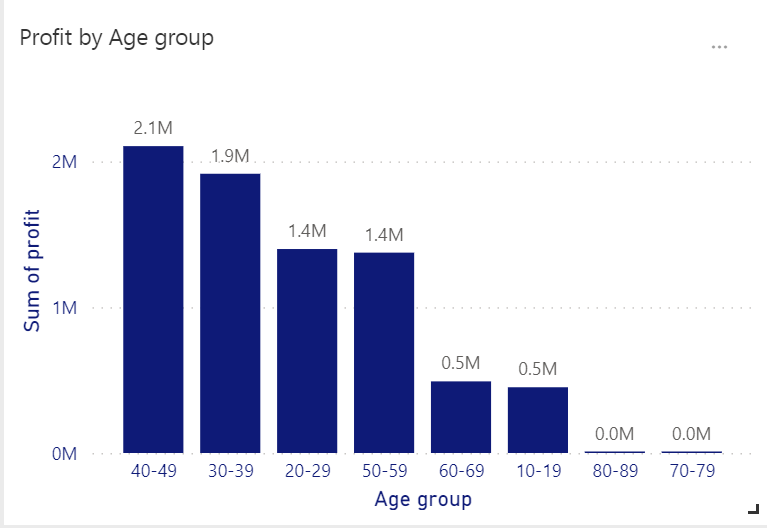 Profit by Age group
...
2.1M
1.9M
2M
1.4M
1.4M
Sum of profit
1M
0.5M
0.5M
0.0M
0.0M
0M
40-49 30-39 20-29 50-59 60-69 10-19 80-89 70-79
Age group